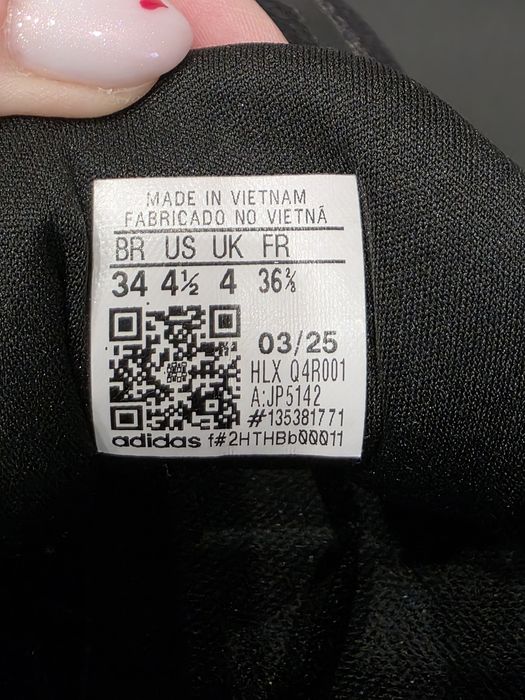 MADE IN VIETNAM
FABRICADO NO VIETNÃ
BR US UK FR
34 4½ 4 36⅔
03/25
HLX Q4R001
A:JP5142
#135381771
adidas f#2HTHBb00011